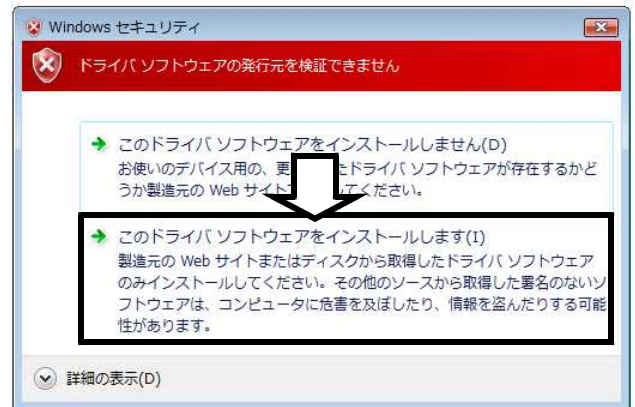 Windows セキュリティ
ドライバ ソフトウェアの発行元を検証できません
このドライバ ソフトウェアをインストールしません(D)
お使いのデバイス用の、更 たドライバ ソフトウェアが存在するかど
うか製造元の Web サイト してください。
このドライバ ソフトウェアをインストールします(I)
製造元の Web サイトまたはディスクから取得したドライバ ソフトウェア
のみインストールしてください。その他のソースから取得した署名のないソ
フトウェアは、コンピュータに危害を及ぼしたり、情報を盗んだりする可能
性があります。
詳細の表示(D)